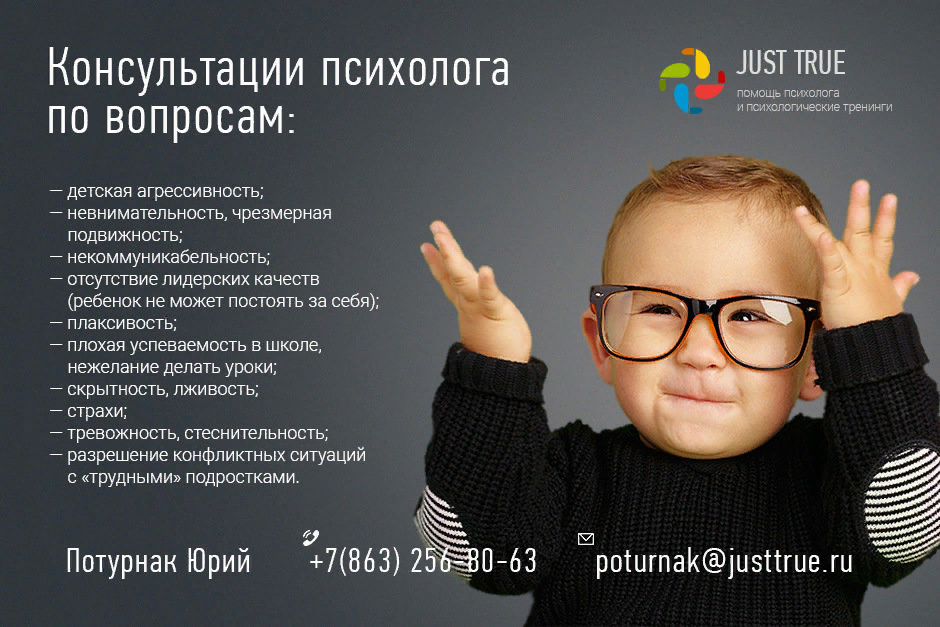 Консультации психолога
по вопросам:
JUST TRUE
помощь психолога
и психологические тренинги
— детская агрессивность;
— невнимательность, чрезмерная
подвижность;
— некоммуникабельность;
— отсутствие лидерских качеств
(ребенок не может постоять за себя);
— плаксивость;
— плохая успеваемость в школе,
нежелание делать уроки;
— скрытность, лживость;
— страхи;
— тревожность, стеснительность;
— разрешение конфликтных ситуаций
с «трудными» подростками.
Потурнак Юрий
+7(863) 256-80-63
poturnak@justtrue.ru